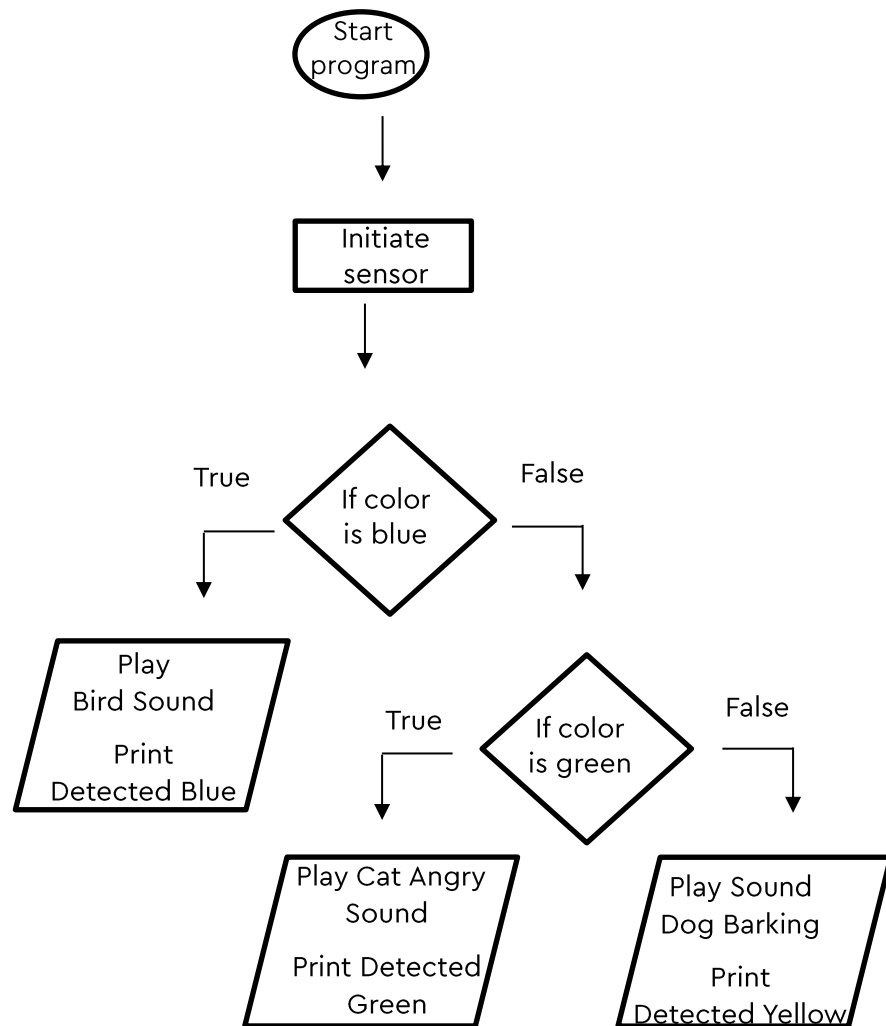 Start
program
Initiate
sensor
True
False
If color
is blue
Play
Bird Sound
Print
Detected Blue
True
False
If color
is green
Play Cat Angry
Sound
Print Detected
Green
Play Sound
Dog Barking
Print
Detected Yellow